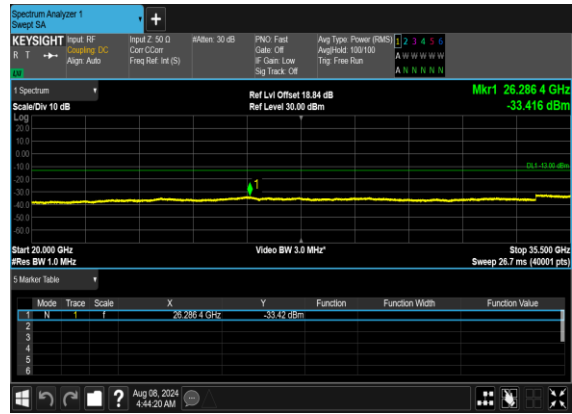 Spectrum Analyzer 1
Swept SA
KEYSIGHT Input: RF Input Z: 50 Ω #Atten: 30 dB PNO: Fast Avg Type: Power (RMS) 1 2 3 4 5 6
R T Coupling: DC Corr CCorr Gate: Off Avg|Hold: 100/100 A W W W W W
Align: Auto Freq Ref: Int (S) IF Gain: Low Trig: Free Run
LXI Sig Track: Off A N N N N N
1 Spectrum Ref Lvl Offset 18.84 dB Mkr1 26.286 4 GHz
Scale/Div 10 dB Ref Level 30.00 dBm -33.416 dBm
Log
20.0
10.0
0.00
-10.0 DL1 -13.00 dBm
-20.0
-30.0 1
-40.0
-50.0
-60.0
Start 20.000 GHz Video BW 3.0 MHz* Stop 35.500 GHz
#Res BW 1.0 MHz Sweep 26.7 ms (40001 pts)
5 Marker Table
Mode Trace Scale X Y Function Function Width Function Value
1 N 1 f 26.286 4 GHz -33.42 dBm
2
3
4
5
6
? Aug 08, 2024
4:44:20 AM